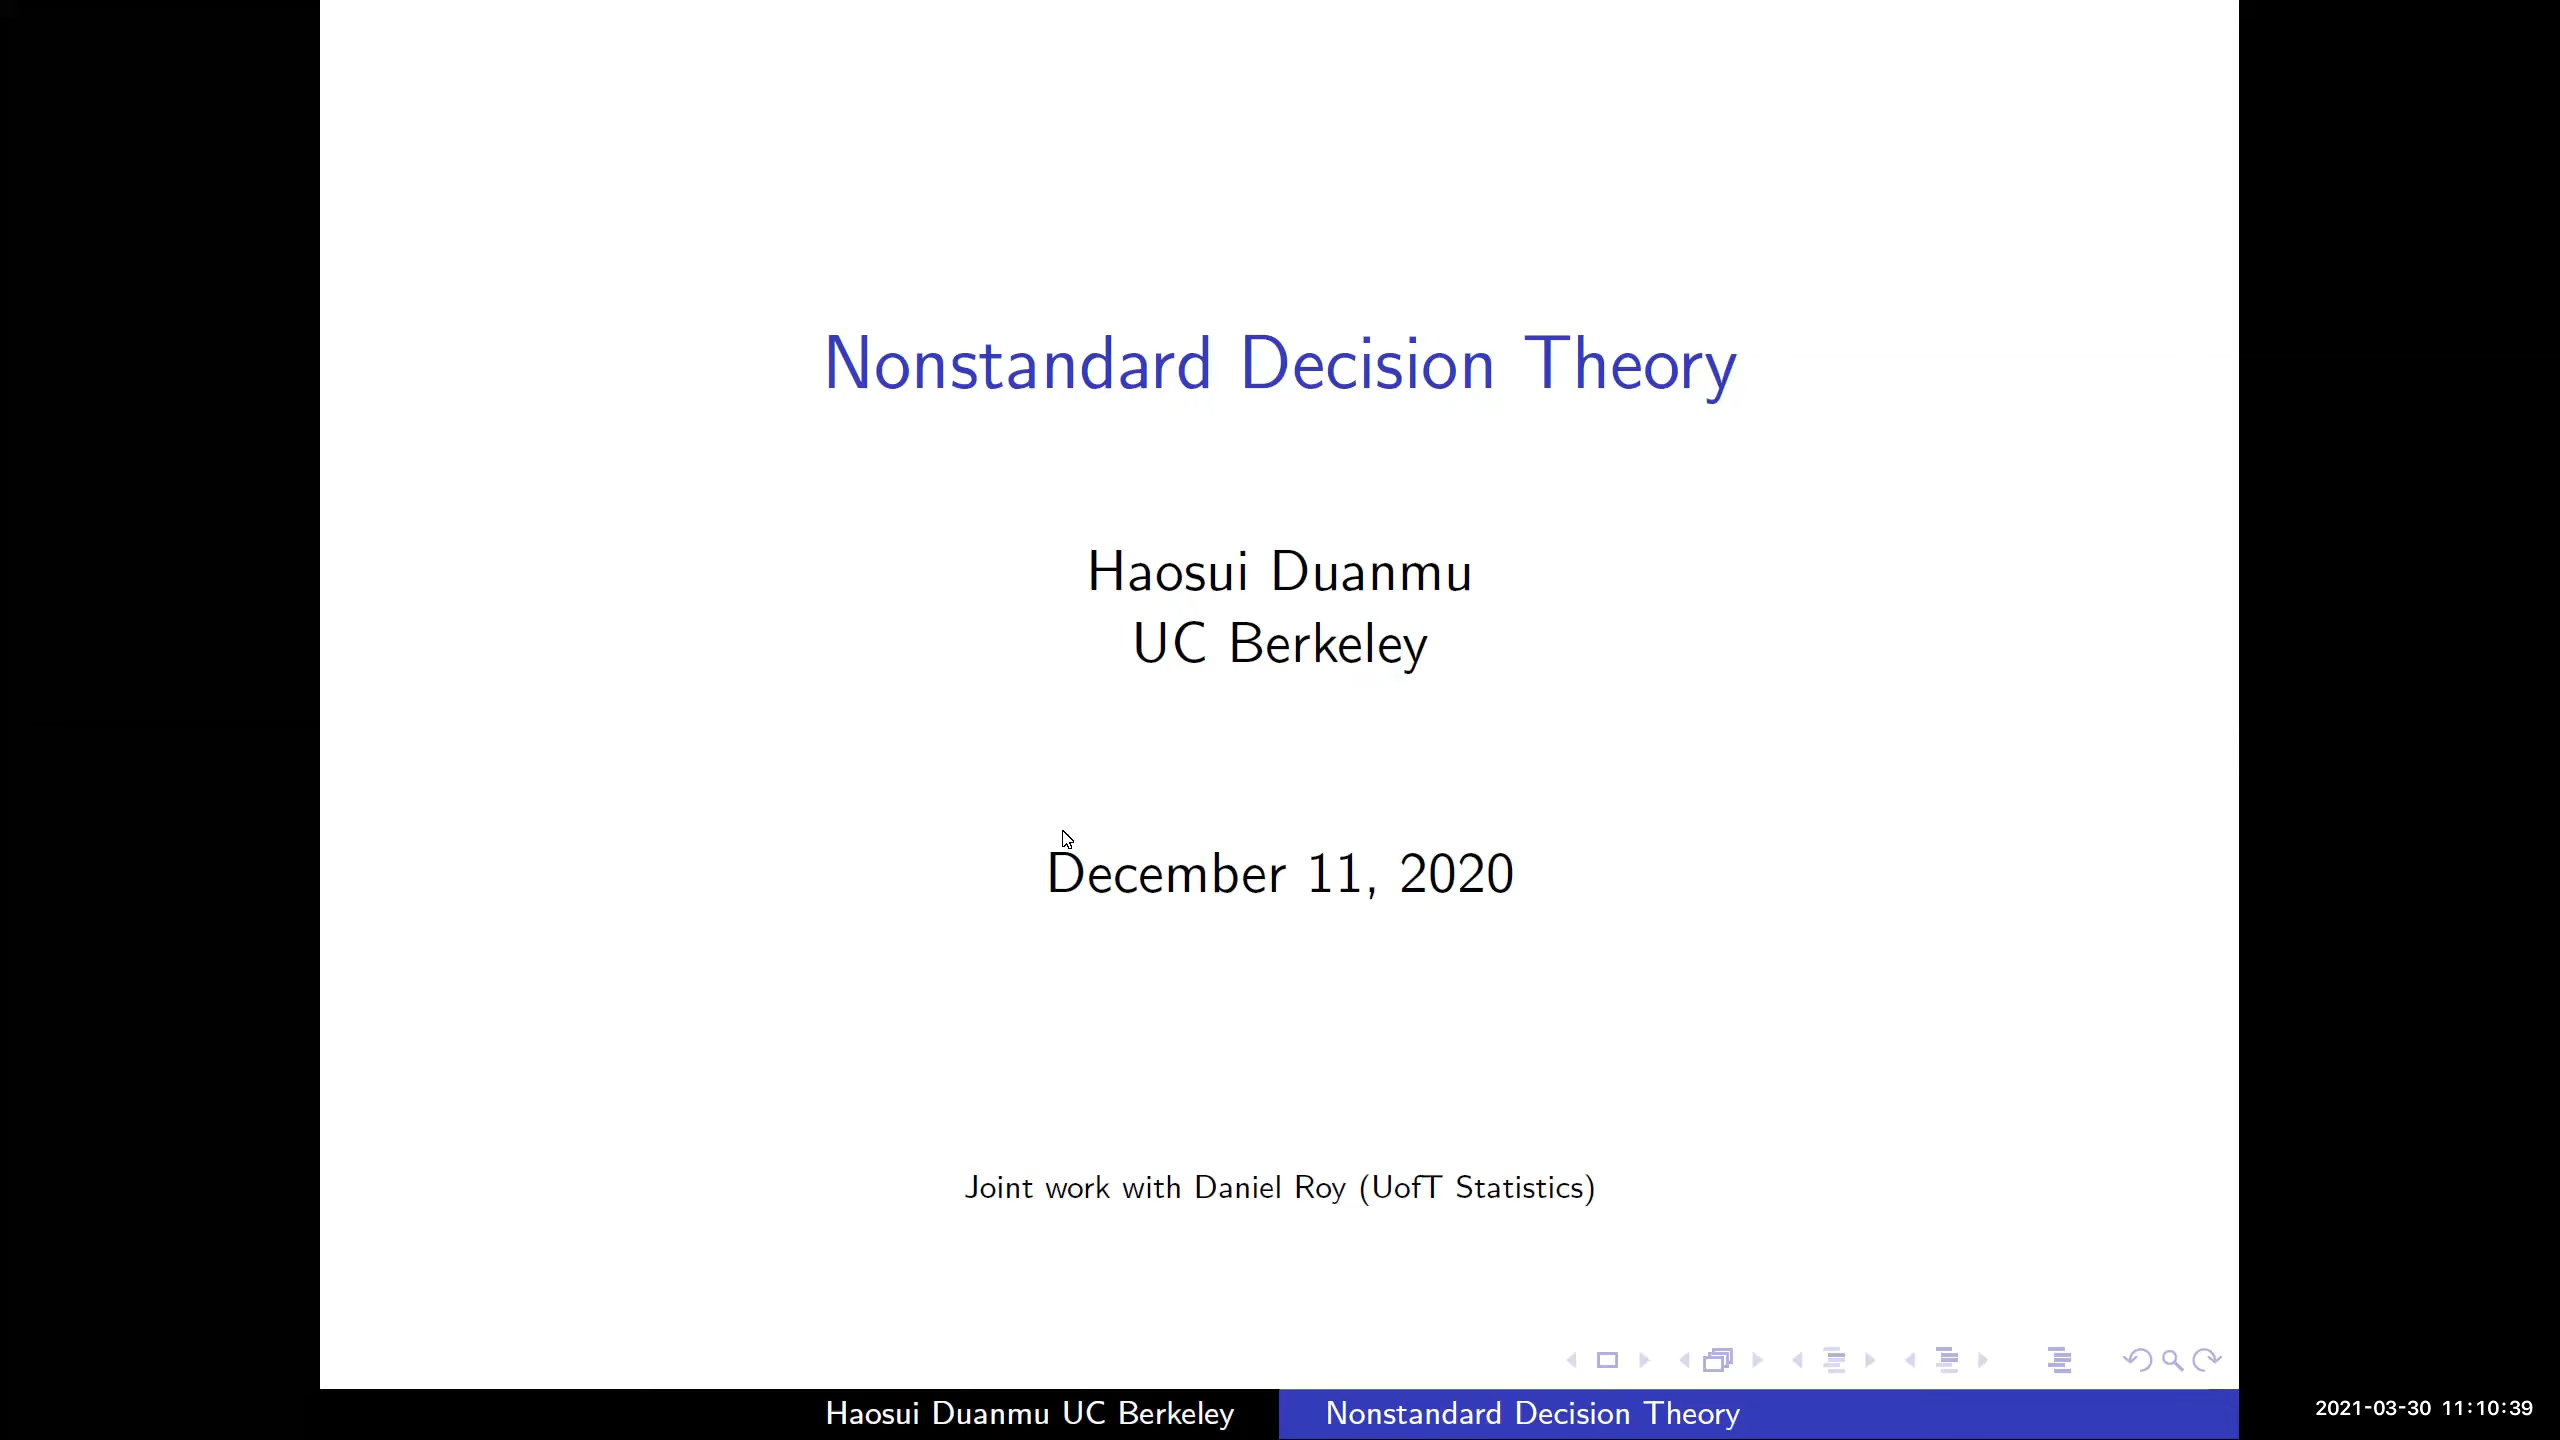 Nonstandard Decision Theory
Haosui Duanmu
UC Berkeley
December 11, 2020
Joint work with Daniel Roy (UofT Statistics)
Haosui Duanmu UC Berkeley
Nonstandard Decision Theory
2021-03-30 11:10:39